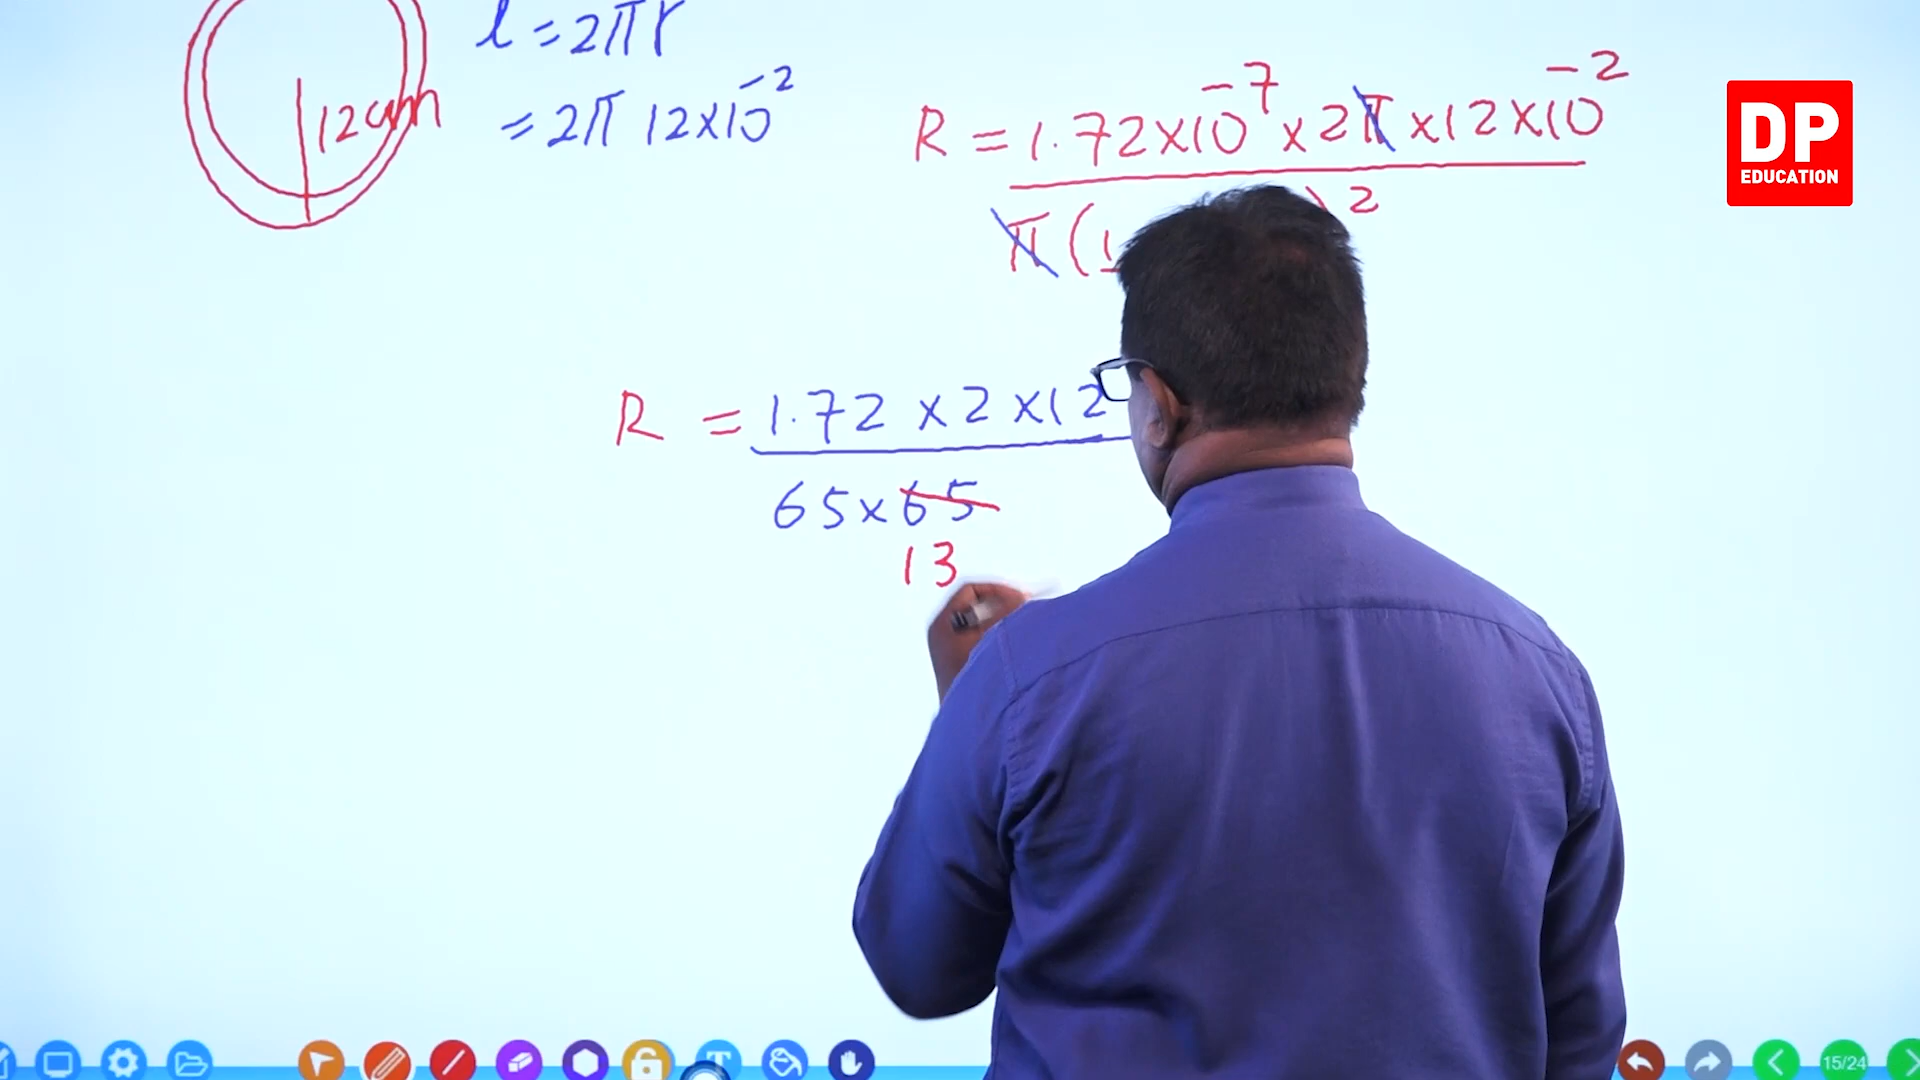 l = 2πr
= 2π 12×10⁻²
12cm
R = 1.72×10⁻⁷ × 2π ×12×10⁻²
π (1 )²
R = 1.72 × 2 ×12
65×65
13
DP
EDUCATION
T
15/24